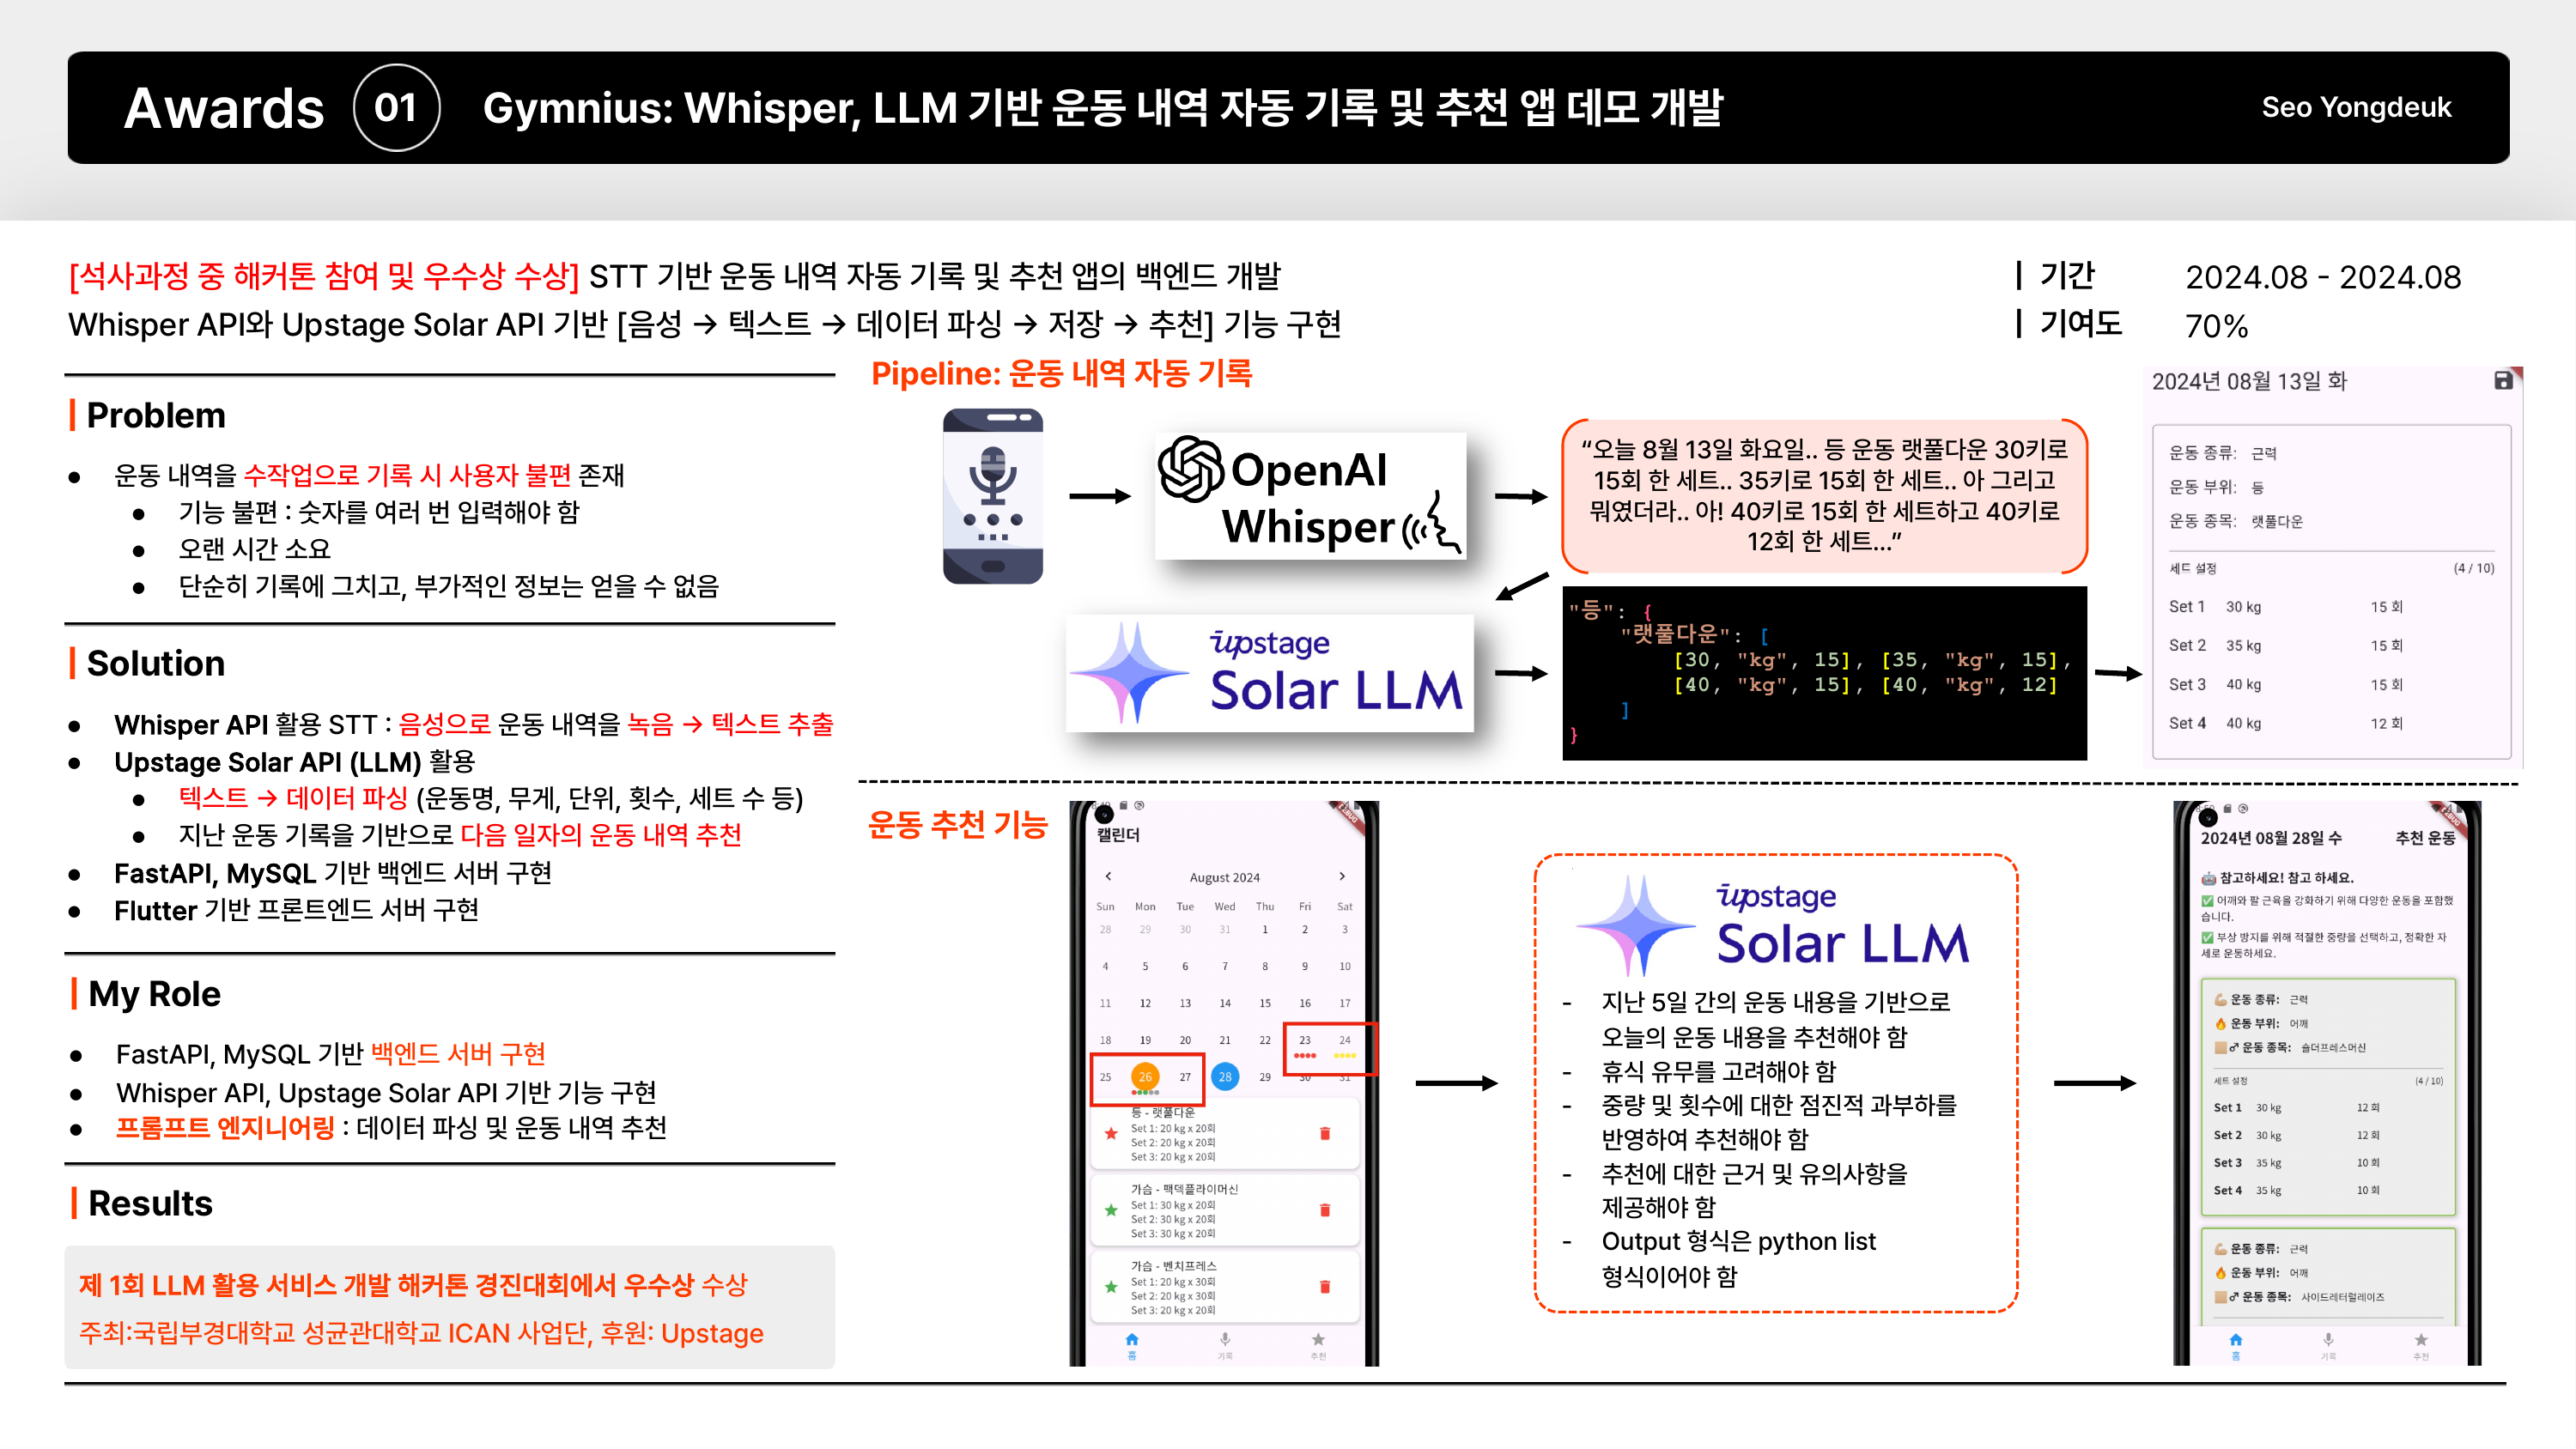 Awards 01 Gymnius: Whisper, LLM 기반 운동 내역 자동 기록 및 추천 앱 데모 개발 Seo Yongdeuk
[석사과정 중 해커톤 참여 및 우수상 수상] STT 기반 운동 내역 자동 기록 및 추천 앱의 백엔드 개발
Whisper API와 Upstage Solar API 기반 [음성 → 텍스트 → 데이터 파싱 → 저장 → 추천] 기능 구현
| 기간 2024.08 - 2024.08
| 기여도 70%
Problem
● 운동 내역을 수작업으로 기록 시 사용자 불편 존재
● 기능 불편 : 숫자를 여러 번 입력해야 함
● 오랜 시간 소요
● 단순히 기록에 그치고, 부가적인 정보는 얻을 수 없음
Solution
● Whisper API 활용 STT : 음성으로 운동 내역을 녹음 → 텍스트 추출
● Upstage Solar API (LLM) 활용
● 텍스트 → 데이터 파싱 (운동명, 무게, 단위, 횟수, 세트 수 등)
● 지난 운동 기록을 기반으로 다음 일자의 운동 내역 추천
● FastAPI, MySQL 기반 백엔드 서버 구현
● Flutter 기반 프론트엔드 서버 구현
My Role
● FastAPI, MySQL 기반 백엔드 서버 구현
● Whisper API, Upstage Solar API 기반 기능 구현
● 프롬프트 엔지니어링 : 데이터 파싱 및 운동 내역 추천
Results
제 1회 LLM 활용 서비스 개발 해커톤 경진대회에서 우수상 수상
주최:국립부경대학교 성균관대학교 ICAN 사업단, 후원: Upstage
Pipeline: 운동 내역 자동 기록
OpenAI
Whisper
“오늘 8월 13일 화요일.. 등 운동 랫풀다운 30키로
15회 한 세트.. 35키로 15회 한 세트.. 아 그리고
뭐였더라.. 아! 40키로 15회 한 세트하고 40키로
12회 한 세트...”
upstage
Solar LLM
"등": {
"랫풀다운": [
[30, "kg", 15], [35, "kg", 15],
[40, "kg", 15], [40, "kg", 12]
]
}
2024년 08월 13일 화
운동 종류: 근력
운동 부위: 등
운동 종목: 랫풀다운
세트 설정 (4 / 10)
Set 1 30 kg 15 회
Set 2 35 kg 15 회
Set 3 40 kg 15 회
Set 4 40 kg 12 회
운동 추천 기능
캘린더
August 2024
Sun Mon Tue Wed Thu Fri Sat
28 29 30 31 1 2 3
4 5 6 7 8 9 10
11 12 13 14 15 16 17
18 19 20 21 22 23 24
25 26 27 28 29 30 31
등 - 랫풀다운
Set 1: 20 kg x 20회
Set 2: 20 kg x 20회
Set 3: 20 kg x 20회
가슴 - 팩덱플라이머신
Set 1: 30 kg x 20회
Set 2: 30 kg x 20회
Set 3: 30 kg x 20회
가슴 - 벤치프레스
Set 1: 20 kg x 30회
Set 2: 20 kg x 30회
Set 3: 20 kg x 20회
홈 기록 추천
upstage
Solar LLM
- 지난 5일 간의 운동 내용을 기반으로
오늘의 운동 내용을 추천해야 함
- 휴식 유무를 고려해야 함
- 중량 및 횟수에 대한 점진적 과부하를
반영하여 추천해야 함
- 추천에 대한 근거 및 유의사항을
제공해야 함
- Output 형식은 python list
형식이어야 함
2024년 08월 28일 수 추천 운동
참고하세요! 참고 하세요.
✅ 어깨와 팔 근육을 강화하기 위해 다양한 운동을 포함했
습니다.
✅ 부상 방지를 위해 적절한 중량을 선택하고, 정확한 자
세로 운동하세요.
운동 종류: 근력
운동 부위: 어깨
♂ 운동 종목: 숄더프레스머신
세트 설정 (4 / 10)
Set 1 30 kg 12 회
Set 2 30 kg 12 회
Set 3 35 kg 10 회
Set 4 35 kg 10 회
운동 종류: 근력
운동 부위: 어깨
♂ 운동 종목: 사이드레터럴레이즈
홈 기록 추천